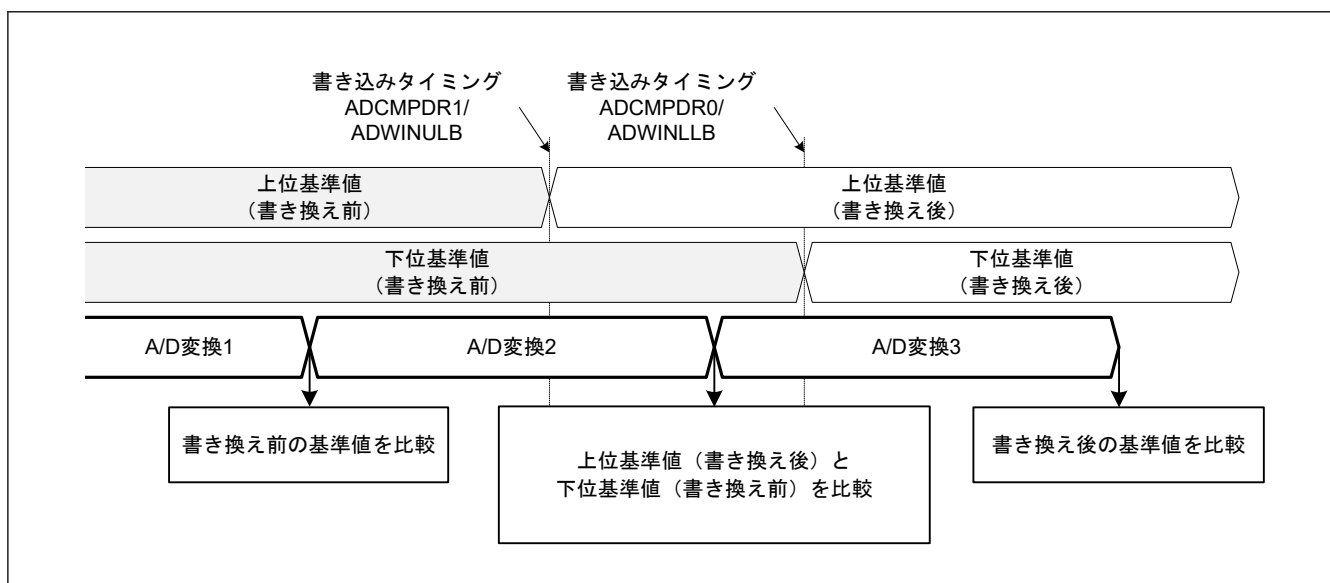 書き込みタイミング
ADCMPDR1/
ADWINULB
書き込みタイミング
ADCMPDR0/
ADWINLLB
上位基準値
（書き換え前）
上位基準値
（書き換え後）
下位基準値
（書き換え前）
下位基準値
（書き換え後）
A/D変換1
A/D変換2
A/D変換3
書き換え前の基準値を比較
上位基準値（書き換え後）と
下位基準値（書き換え前）を比較
書き換え後の基準値を比較